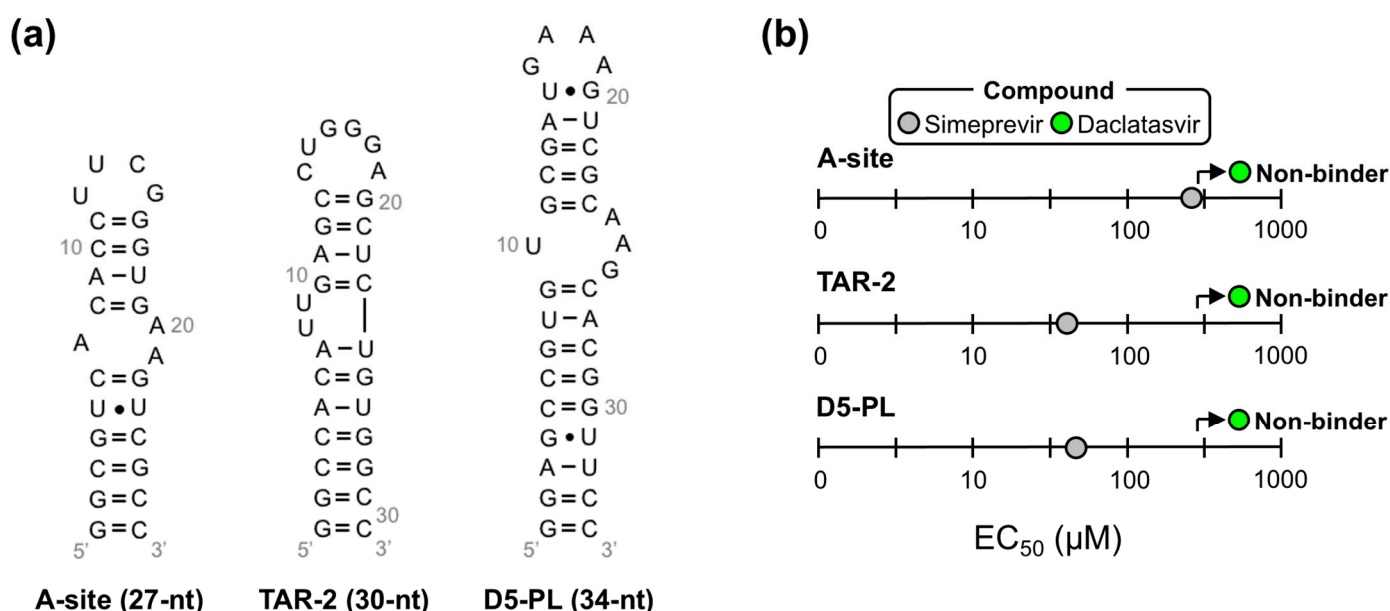 (a)
U C
U G
C=G
10 C=G
A–U
C=G
A 20
A
A
C=G
U•U
G=C
C=G
G=C
G=C
5’ 3’
A-site (27-nt)
G G
U G
C A
C=G 20
G=C
A–U
10 G=C
U
U
A–U
C=G
A–U
C=G
C=G
G=C 30
G=C
5’ 3’
TAR-2 (30-nt)
A A
G A
U•G 20
A–U
G=C
C=G
G=C
A
10 U A
G
G=C
U–A
G=C
C=G
C=G 30
G•U
A–U
G=C
G=C
5’ 3’
D5-PL (34-nt)
(b)
Compound
Simeprevir Daclatasvir
A-site
Non-binder
0 10 100 1000
TAR-2
Non-binder
0 10 100 1000
D5-PL
Non-binder
0 10 100 1000
EC50 (µM)